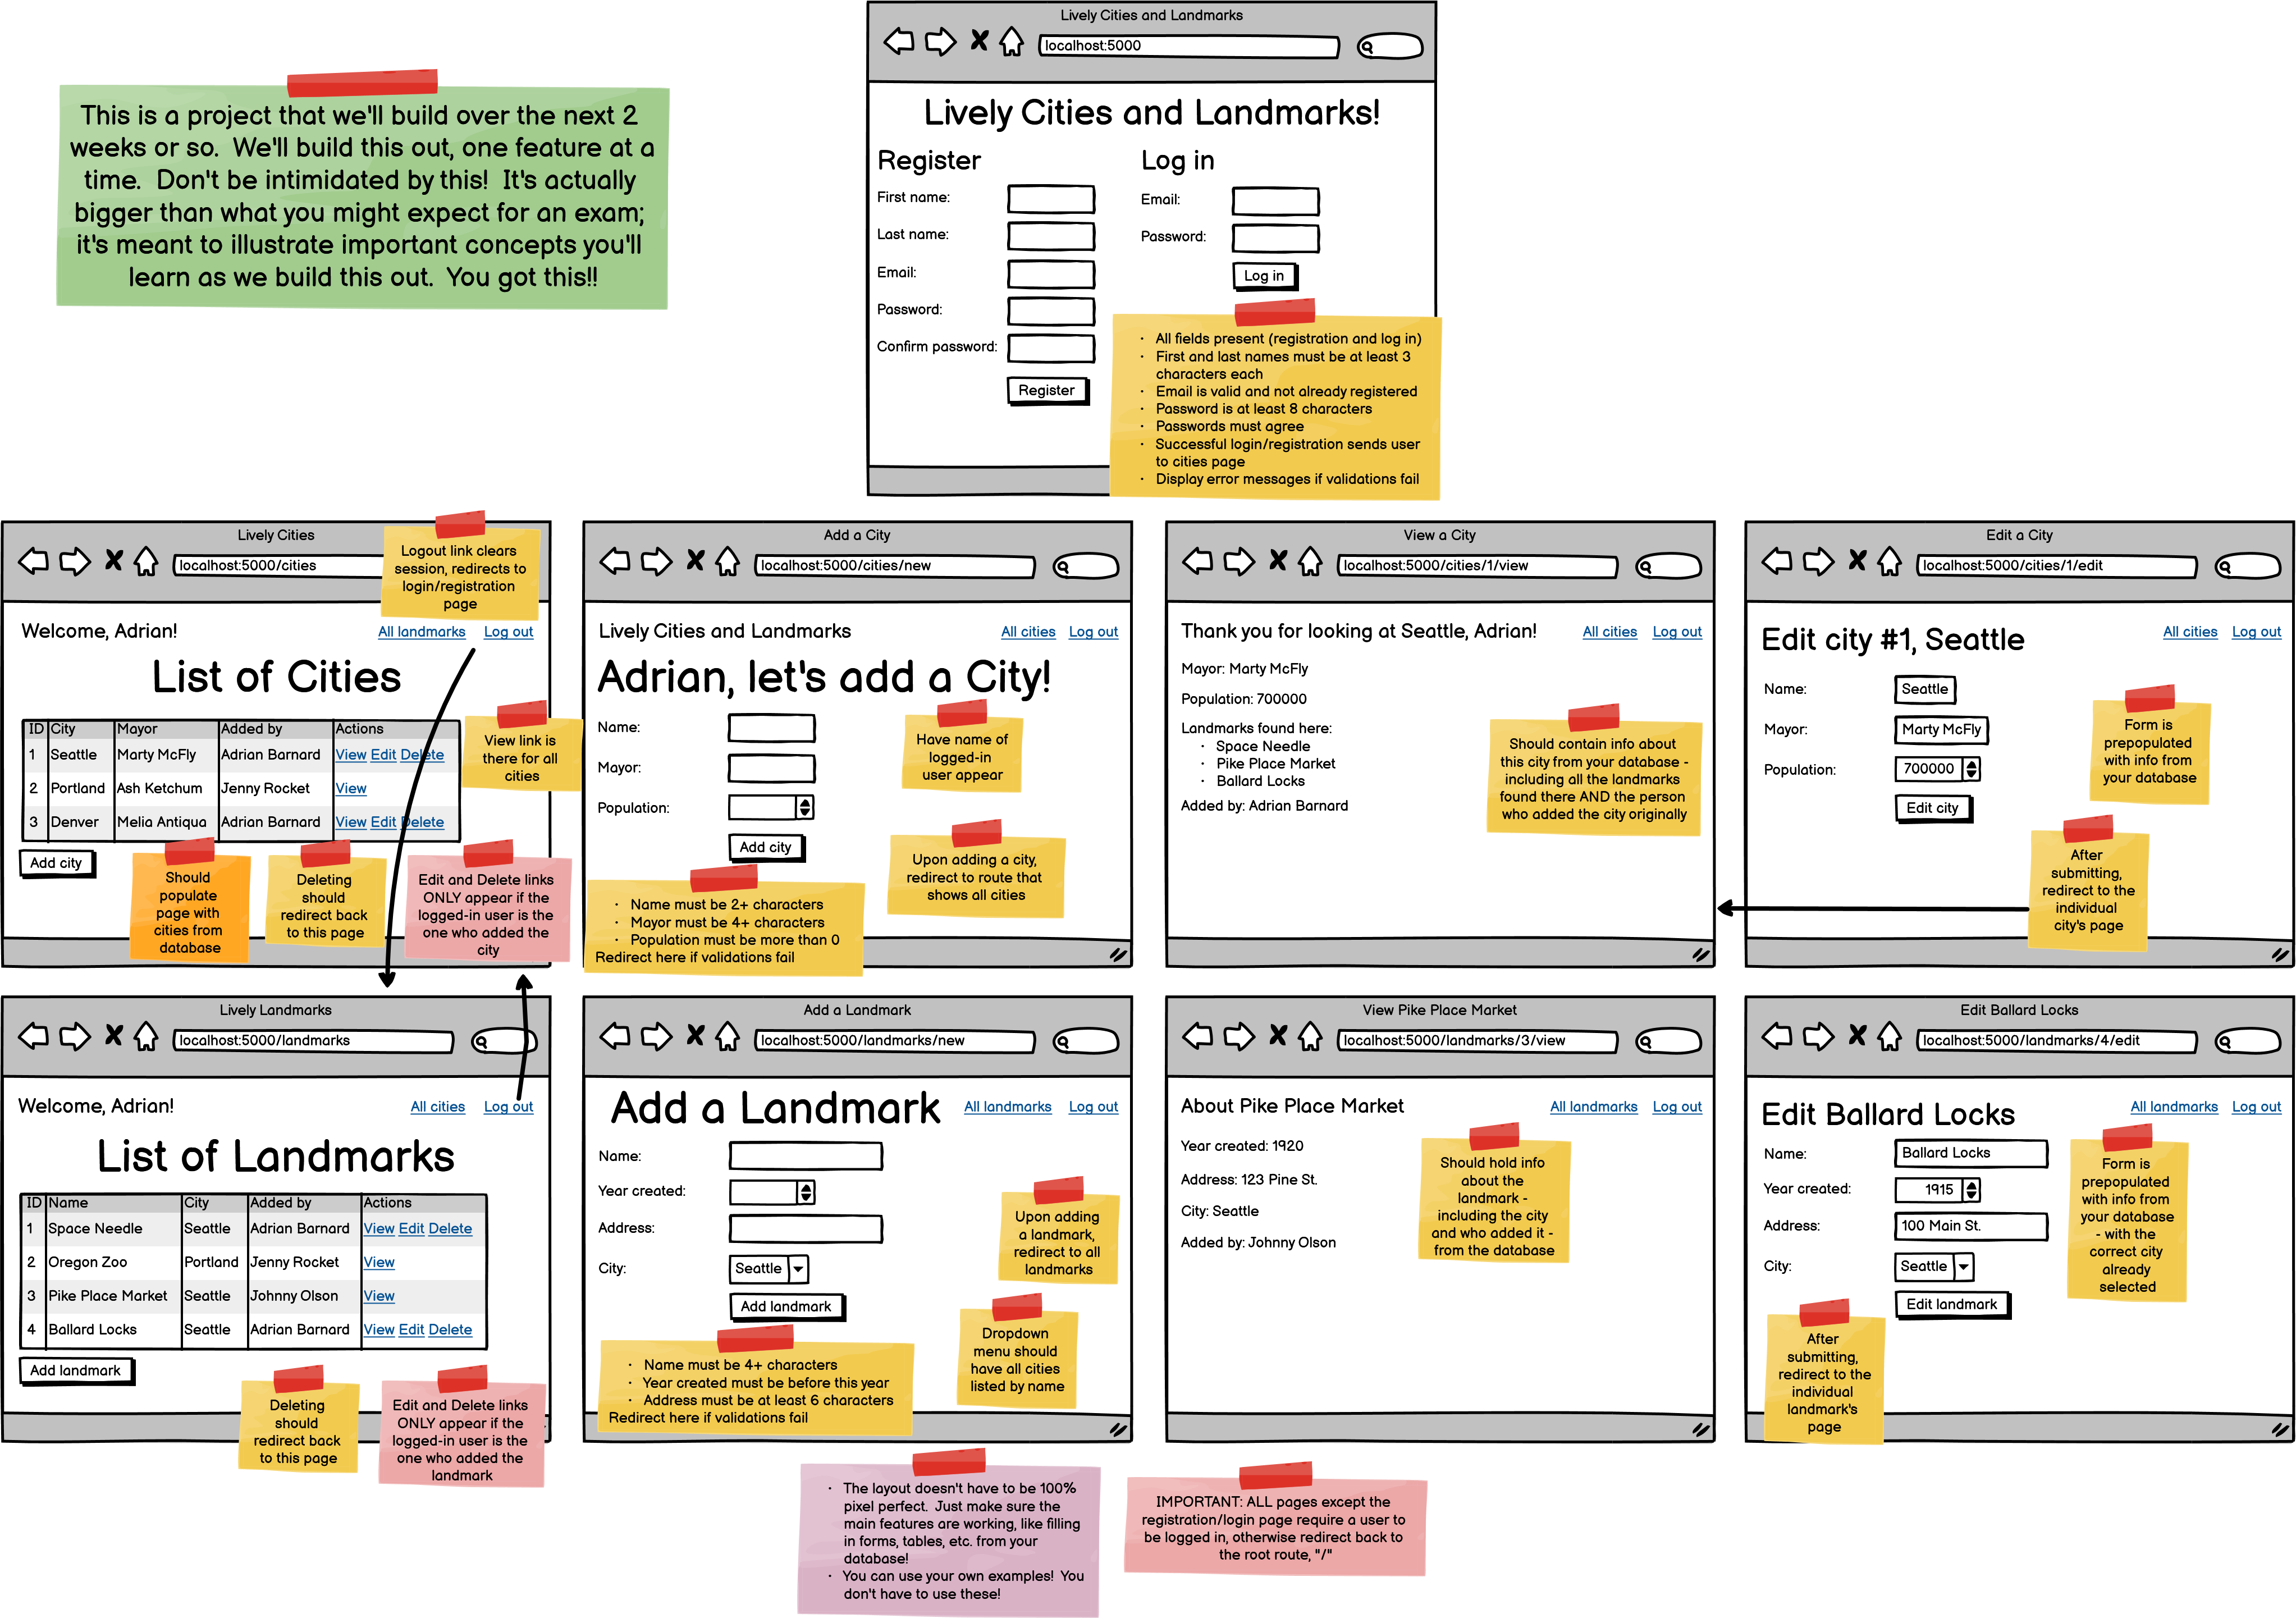 This is a project that we'll build over the next 2
weeks or so. We'll build this out, one feature at a
time. Don't be intimidated by this! It's actually
bigger than what you might expect for an exam;
it's meant to illustrate important concepts you'll
learn as we build this out. You got this!!
Lively Cities and Landmarks
localhost:5000
Lively Cities and Landmarks!
Register
First name:
Last name:
Email:
Password:
Confirm password:
Register
Log in
Email:
Password:
Log in
· All fields present (registration and log in)
· First and last names must be at least 3
characters each
· Email is valid and not already registered
· Password is at least 8 characters
· Passwords must agree
· Successful login/registration sends user
to cities page
· Display error messages if validations fail
Lively Cities
localhost:5000/cities
Logout link clears
session, redirects to
login/registration
page
Welcome, Adrian!
All landmarks Log out
List of Cities
ID City Mayor Added by Actions
1 Seattle Marty McFly Adrian Barnard View Edit Delete
2 Portland Ash Ketchum Jenny Rocket View
3 Denver Melia Antiqua Adrian Barnard View Edit Delete
Add city
View link is
there for all
cities
Should
populate
page with
cities from
database
Deleting
should
redirect back
to this page
Edit and Delete links
ONLY appear if the
logged-in user is the
one who added the
city
Add a City
localhost:5000/cities/new
Lively Cities and Landmarks
All cities Log out
Adrian, let's add a City!
Name:
Mayor:
Population:
Add city
Have name of
logged-in
user appear
Upon adding a city,
redirect to route that
shows all cities
· Name must be 2+ characters
· Mayor must be 4+ characters
· Population must be more than 0
Redirect here if validations fail
View a City
localhost:5000/cities/1/view
Thank you for looking at Seattle, Adrian!
All cities Log out
Mayor: Marty McFly
Population: 700000
Landmarks found here:
· Space Needle
· Pike Place Market
· Ballard Locks
Added by: Adrian Barnard
Should contain info about
this city from your database -
including all the landmarks
found there AND the person
who added the city originally
Edit a City
localhost:5000/cities/1/edit
Edit city #1, Seattle
All cities Log out
Name: Seattle
Mayor: Marty McFly
Population: 700000
Edit city
Form is
prepopulated
with info from
your database
After
submitting,
redirect to the
individual
city's page
Lively Landmarks
localhost:5000/landmarks
Welcome, Adrian!
All cities Log out
List of Landmarks
ID Name City Added by Actions
1 Space Needle Seattle Adrian Barnard View Edit Delete
2 Oregon Zoo Portland Jenny Rocket View
3 Pike Place Market Seattle Johnny Olson View
4 Ballard Locks Seattle Adrian Barnard View Edit Delete
Add landmark
Deleting
should
redirect back
to this page
Edit and Delete links
ONLY appear if the
logged-in user is the
one who added the
landmark
Add a Landmark
localhost:5000/landmarks/new
Add a Landmark
All landmarks Log out
Name:
Year created:
Address:
City: Seattle
Add landmark
Upon adding
a landmark,
redirect to all
landmarks
Dropdown
menu should
have all cities
listed by name
· Name must be 4+ characters
· Year created must be before this year
· Address must be at least 6 characters
Redirect here if validations fail
View Pike Place Market
localhost:5000/landmarks/3/view
About Pike Place Market
All landmarks Log out
Year created: 1920
Address: 123 Pine St.
City: Seattle
Added by: Johnny Olson
Should hold info
about the
landmark -
including the city
and who added it -
from the database
Edit Ballard Locks
localhost:5000/landmarks/4/edit
Edit Ballard Locks
All landmarks Log out
Name: Ballard Locks
Year created: 1915
Address: 100 Main St.
City: Seattle
Edit landmark
Form is
prepopulated
with info from
your database
- with the
correct city
already
selected
After
submitting,
redirect to the
individual
landmark's
page
· The layout doesn't have to be 100%
pixel perfect. Just make sure the
main features are working, like filling
in forms, tables, etc. from your
database!
· You can use your own examples! You
don't have to use these!
IMPORTANT: ALL pages except the
registration/login page require a user to
be logged in, otherwise redirect back to
the root route, "/"